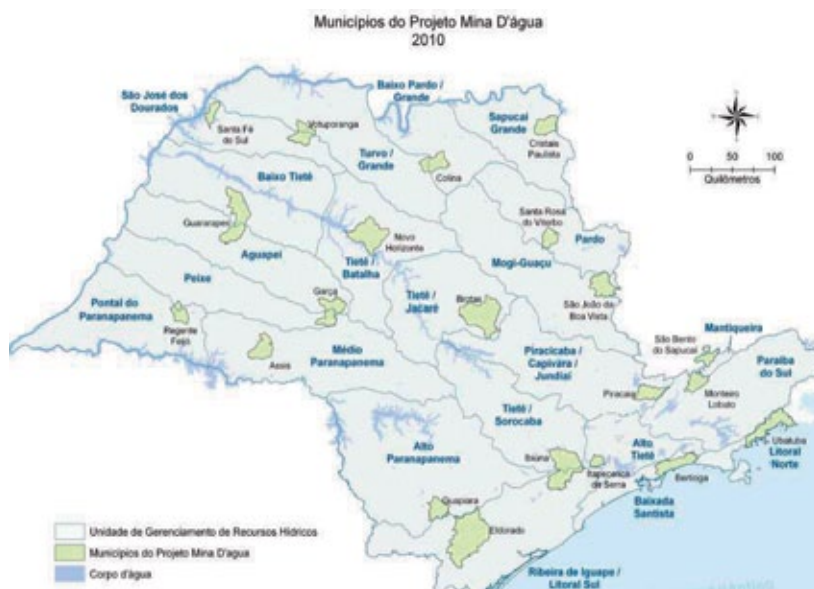 Municípios do Projeto Mina D'água
2010
São José dos
Dourados
Baixo Pardo /
Grande
Sapucaí
Grande
Santa Fé
do Sul
Votuporanga
Turvo /
Grande
Colina
Cristais
Paulista
0 50 100
Quilômetros
Baixo Tietê
Guararapes
Santa Rosa
do Viterbo
Pardo
Novo
Horizonte
Aguapeí
Tietê /
Batalha
Mogi-Guaçu
Peixe
Garça
Tietê /
Jacaré
Brotas
São João da
Boa Vista
Pontal do
Paranapanema
Regente
Feijó
Assis
Médio
Paranapanema
Piracicaba /
Capivara /
Jundiaí
São Bento
do Sapucaí
Mantiqueira
Paraíba
do Sul
Piracaia
Monteiro
Lobato
Tietê /
Sorocaba
Alto
Paranapanema
Ibiúna
Itapecerica
da Serra
Alto
Tietê
Bertioga
Ubatuba
Litoral
Norte
Baixada
Santista
Guapiara
Eldorado
Ribeira de Iguape /
Litoral Sul
Unidade de Gerenciamento de Recursos Hídricos
Municípios do Projeto Mina D'agua
Corpo d'água